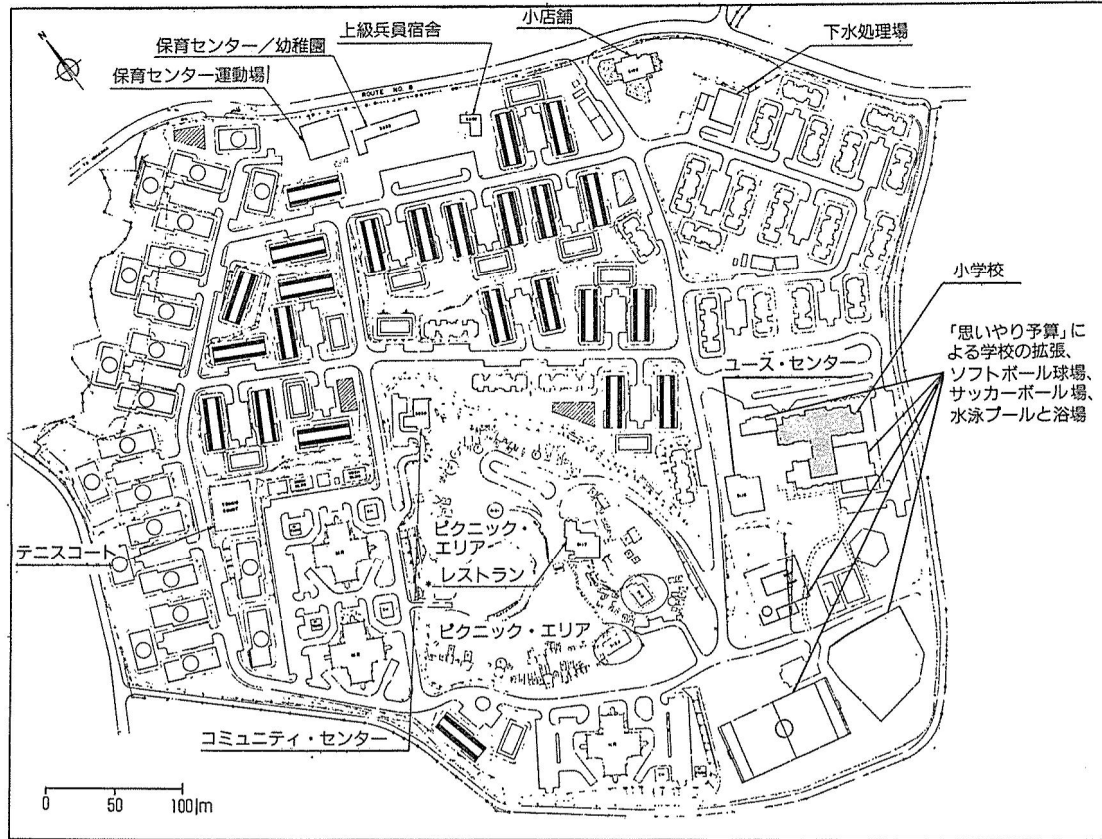 小店舗
上級兵員宿舎
下水処理場
保育センター／幼稚園
保育センター運動場
N
ROUTE NO. 8
小学校
「思いやり予算」に
よる学校の拡張、
ソフトボール球場、
サッカーボール場、
水泳プールと浴場
ユース・センター
TENNIS
COURT
テニスコート
ピクニック・
エリア
レストラン
ピクニック・エリア
コミュニティ・センター
0 50 100m